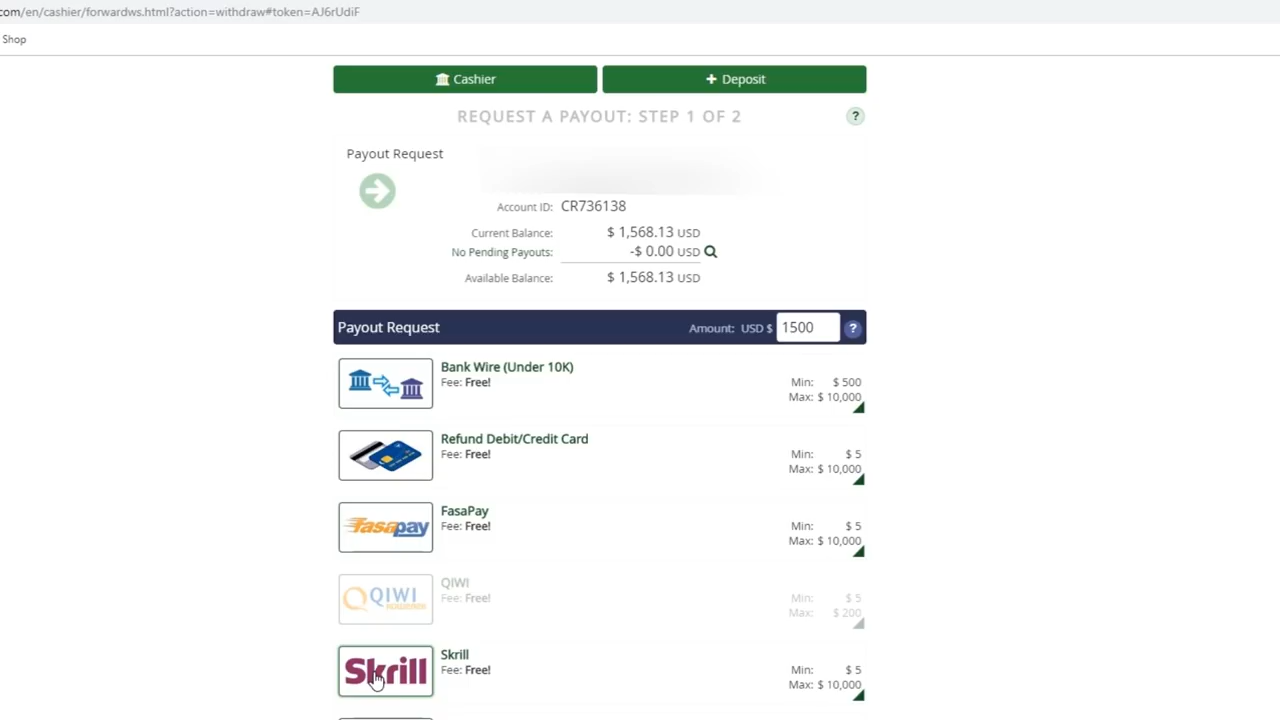 com/en/cashier/forwardws.html?action=withdraw#token=AJ6rUdiF
Shop
Cashier
+ Deposit
REQUEST A PAYOUT: STEP 1 OF 2
?
Payout Request
Account ID: CR736138
Current Balance: $ 1,568.13 USD
No Pending Payouts: -$ 0.00 USD
Available Balance: $ 1,568.13 USD
Payout Request Amount: USD $ 1500 ?
Bank Wire (Under 10K)
Fee: Free! Min: $ 500
Max: $ 10,000
Refund Debit/Credit Card
Fee: Free! Min: $ 5
Max: $ 10,000
fasapay FasaPay
Fee: Free! Min: $ 5
Max: $ 10,000
QIWI QIWI
Fee: Free! Min: $ 5
Max: $ 200
Skrill Skrill
Fee: Free! Min: $ 5
Max: $ 10,000